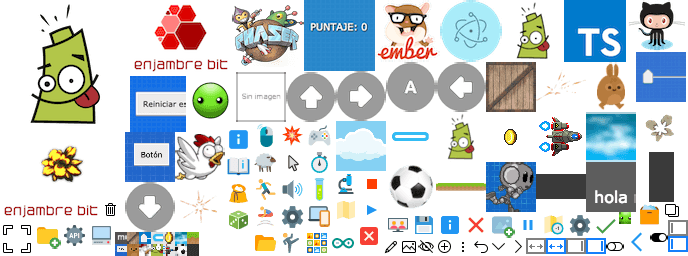 PUNTAJE: 0
ember
TS
enjambre bit
Reiniciar es
Sin imagen
A
Botón
hola
enjambre bit
API